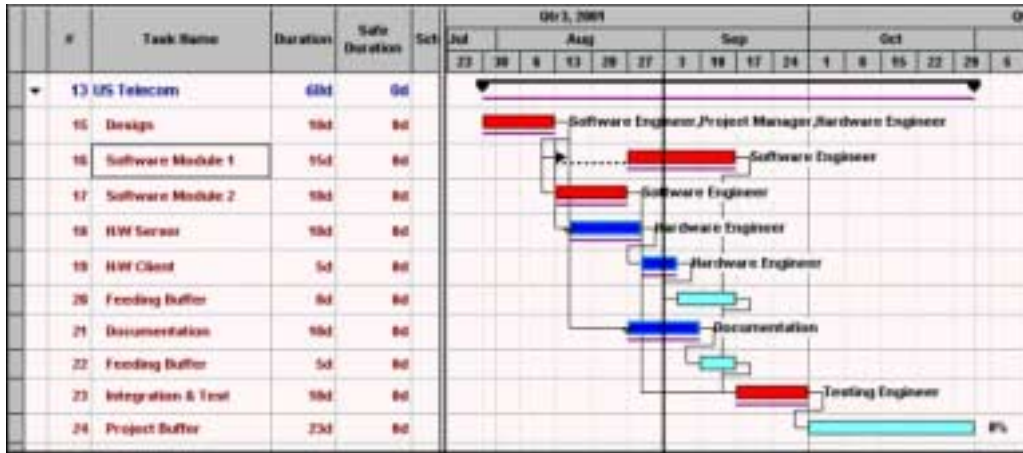 Qtr 3, 2001
# Task Name Duration Safe Duration Sch Jul Aug Sep Oct
23 30 6 13 20 27 3 10 17 24 1 8 15 22 29 5
13 US Telecom 60d 0d
15 Design 10d 0d Software Engineer,Project Manager,Hardware Engineer
16 Software Module 1 15d 0d Software Engineer
17 Software Module 2 10d 0d Software Engineer
18 H/W Server 10d 0d Hardware Engineer
19 H/W Client 5d 0d Hardware Engineer
20 Feeding Buffer 8d 0d
21 Documentation 10d 0d Documentation
22 Feeding Buffer 5d 0d
23 Integration & Test 10d 0d Testing Engineer
24 Project Buffer 23d 0d 0%